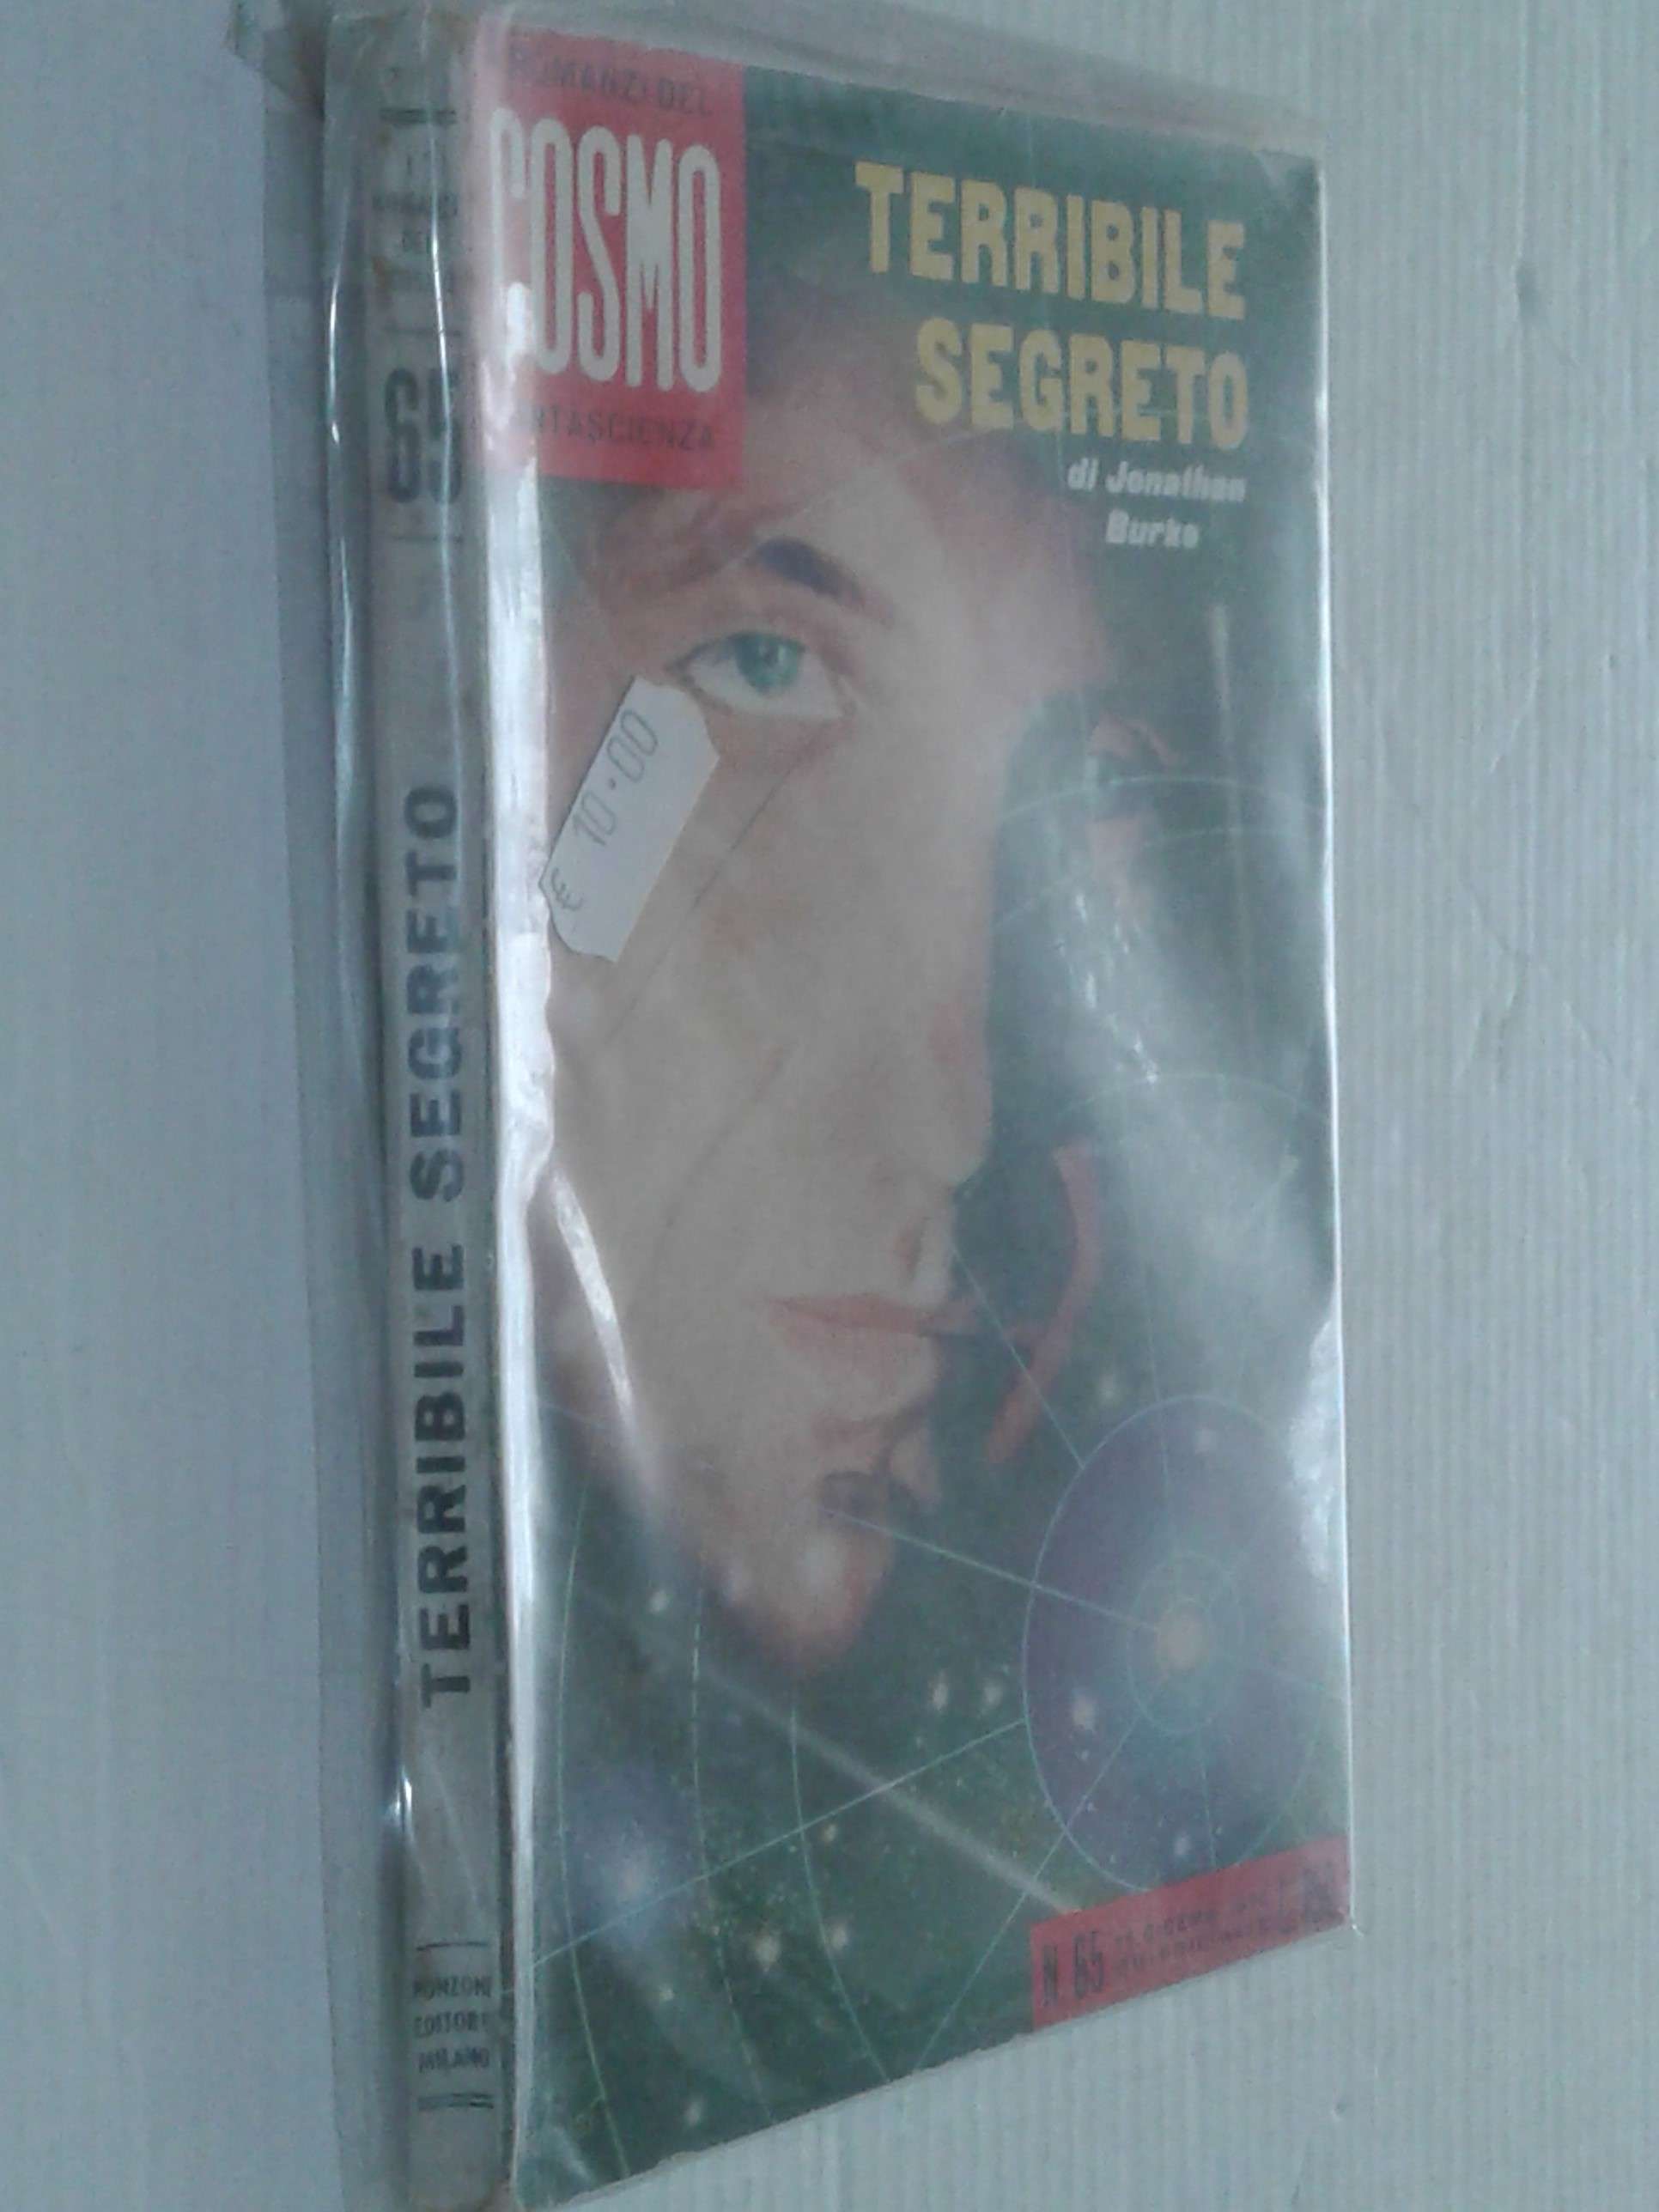 ROMANZI DEL
COSMO
FANTASCIENZA
TERRIBILE
SEGRETO
di Jonathan
Burke
€ 10.00
N. 65
65
TERRIBILE SEGRETO
PONZONI
EDITORE
MILANO